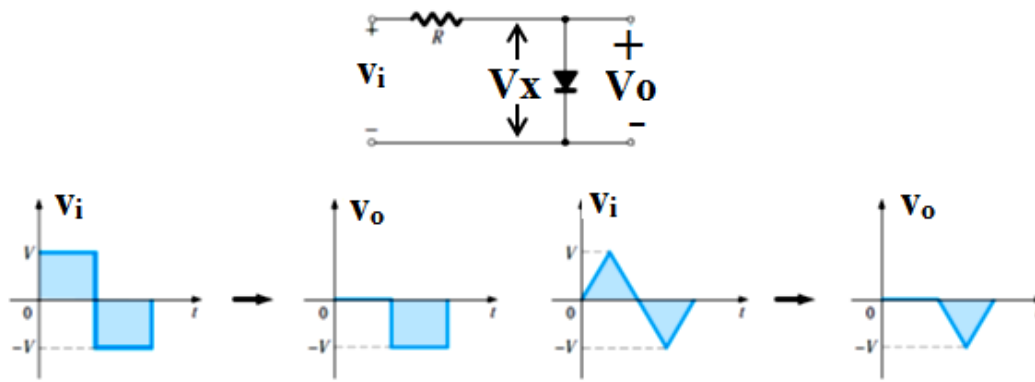 + R +
vi Vx Vo
- -
vi vo vi vo
V V
0 t 0 t 0 t 0 t
-V -V -V -V